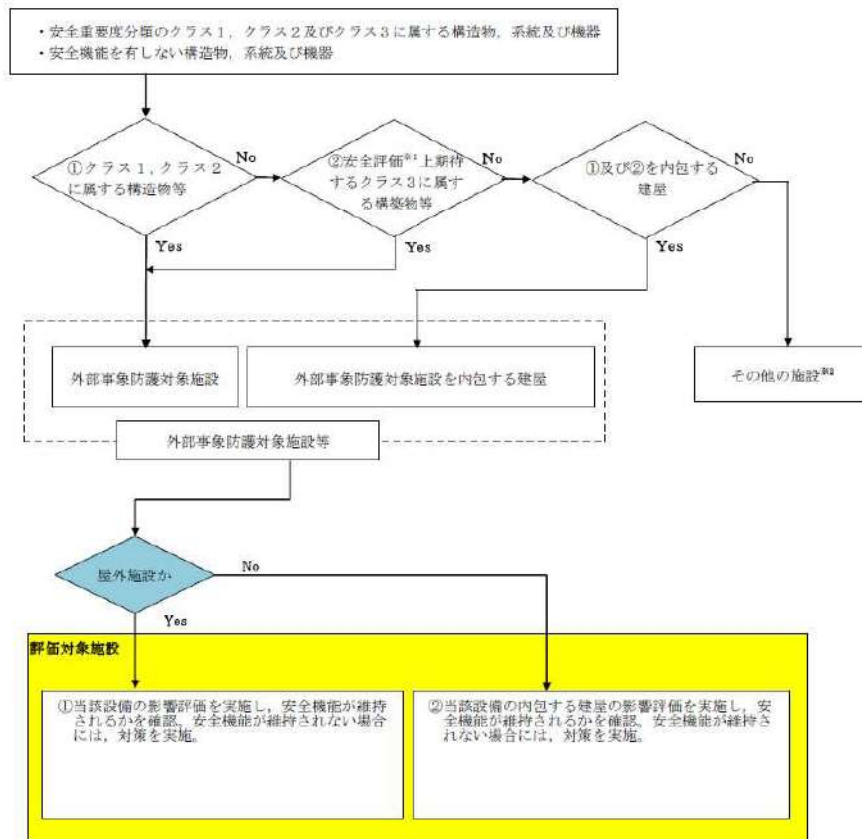 ・安全重要度分類のクラス1，クラス2及びクラス3に属する構造物，系統及び機器
・安全機能を有しない構造物，系統及び機器
①クラス1,クラス2
に属する構造物等
No
Yes
②安全評価※1上期待
するクラス3に属す
る構築物等
No
Yes
①及び②を内包する
建屋
No
Yes
外部事象防護対象施設
外部事象防護対象施設を内包する建屋
その他の施設※2
外部事象防護対象施設等
屋外施設か
No
Yes
評価対象施設
①当該設備の影響評価を実施し，安全機能が維持
されるかを確認，安全機能が維持されない場合
には，対策を実施。
②当該設備の内包する建屋の影響評価を実施し，安
全機能が維持されるかを確認，安全機能が維持さ
れない場合には，対策を実施。